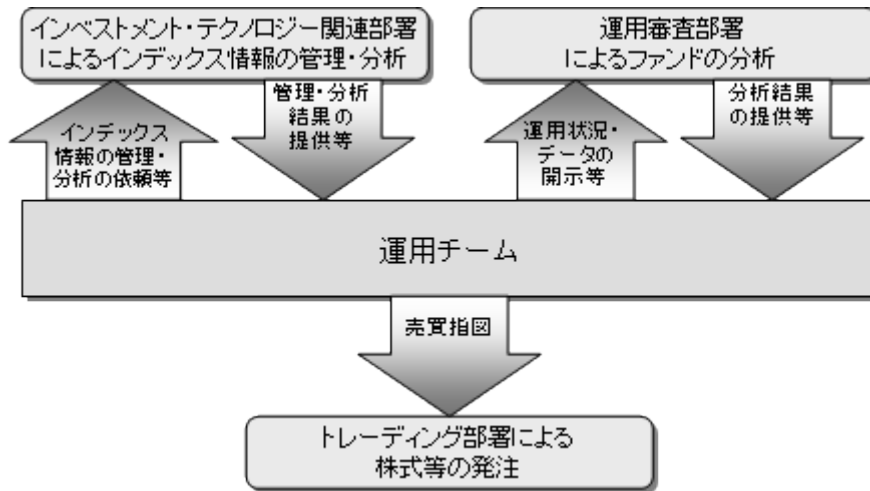 インベストメント・テクノロジー関連部署
によるインデックス情報の管理・分析
運用審査部署
によるファンドの分析
インデックス
情報の管理・
分析の依頼等
管理・分析
結果の
提供等
運用状況・
データの
開示等
分析結果
の提供等
運用チーム
売買指図
トレーディング部署による
株式等の発注